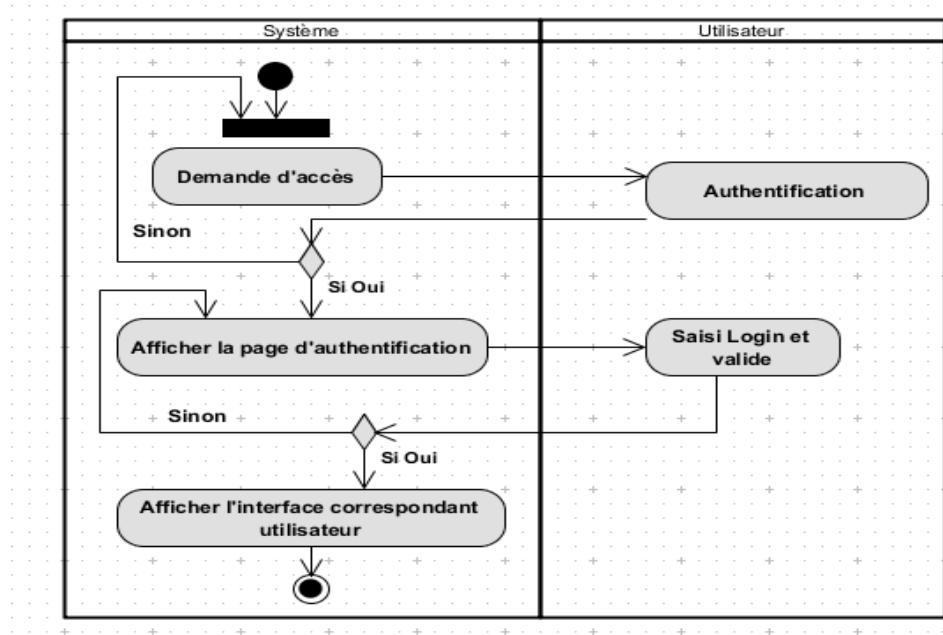 Système
Utilisateur
Demande d'accès
Authentification
Sinon
Si Oui
Afficher la page d'authentification
Saisi Login et
valide
Sinon
Si Oui
Afficher l'interface correspondant
utilisateur